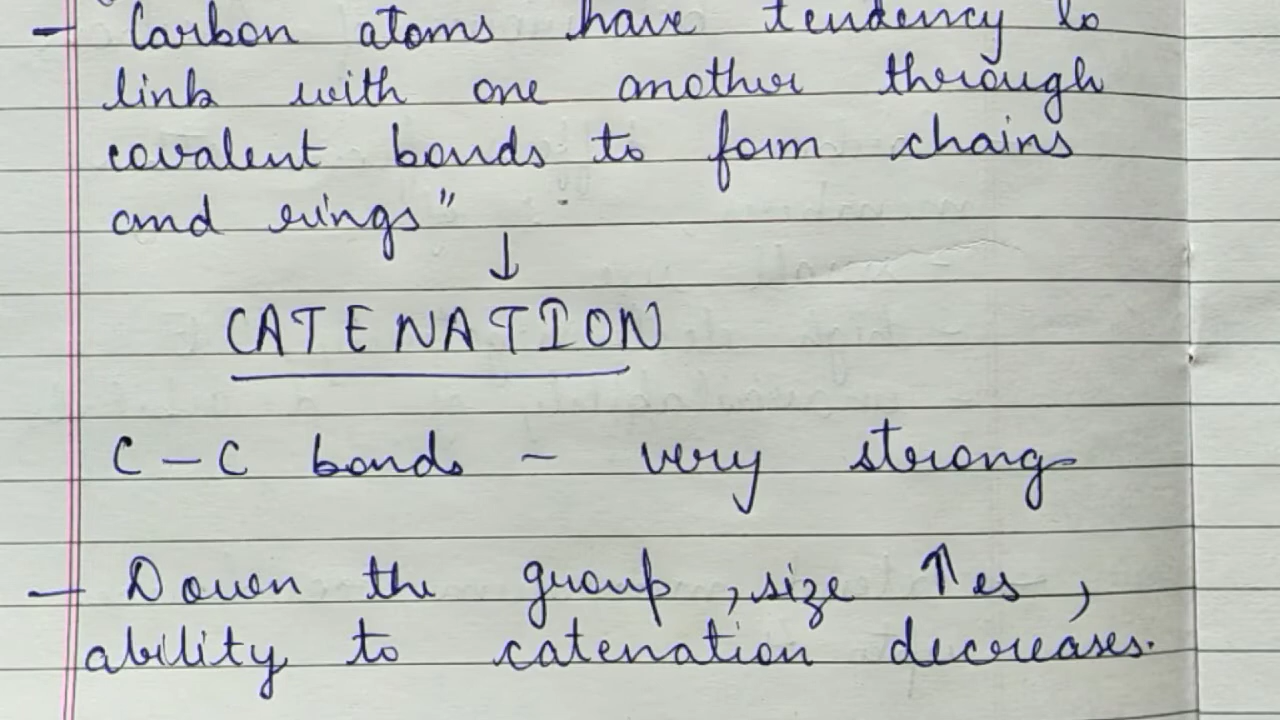 - Carbon atoms have tendency to
link with one another through
covalent bonds to form chains
and rings"
↓
CATENATION
C - C bonds - very strong
- Down the group, size ↑es,
ability to catenation decreases.